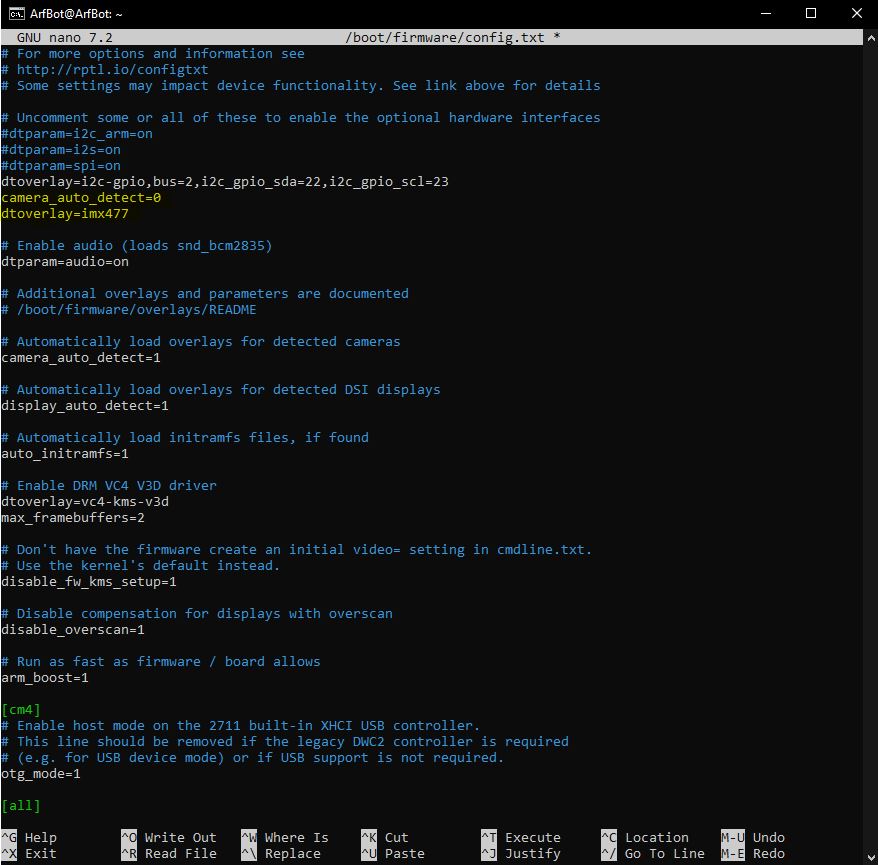 ArfBot@ArfBot: ~
GNU nano 7.2 /boot/firmware/config.txt *
# For more options and information see
# http://rptl.io/configtxt
# Some settings may impact device functionality. See link above for details
# Uncomment some or all of these to enable the optional hardware interfaces
#dtparam=i2c_arm=on
#dtparam=i2s=on
#dtparam=spi=on
dtoverlay=i2c-gpio,bus=2,i2c_gpio_sda=22,i2c_gpio_scl=23
camera_auto_detect=0
dtoverlay=imx477
# Enable audio (loads snd_bcm2835)
dtparam=audio=on
# Additional overlays and parameters are documented
# /boot/firmware/overlays/README
# Automatically load overlays for detected cameras
camera_auto_detect=1
# Automatically load overlays for detected DSI displays
display_auto_detect=1
# Automatically load initramfs files, if found
auto_initramfs=1
# Enable DRM VC4 V3D driver
dtoverlay=vc4-kms-v3d
max_framebuffers=2
# Don't have the firmware create an initial video= setting in cmdline.txt.
# Use the kernel's default instead.
disable_fw_kms_setup=1
# Disable compensation for displays with overscan
disable_overscan=1
# Run as fast as firmware / board allows
arm_boost=1
[cm4]
# Enable host mode on the 2711 built-in XHCI USB controller.
# This line should be removed if the legacy DWC2 controller is required
# (e.g. for USB device mode) or if USB support is not required.
otg_mode=1
[all]
^G Help ^O Write Out ^W Where Is ^K Cut ^T Execute ^C Location M-U Undo
^X Exit ^R Read File ^\ Replace ^U Paste ^J Justify ^/ Go To Line M-E Redo